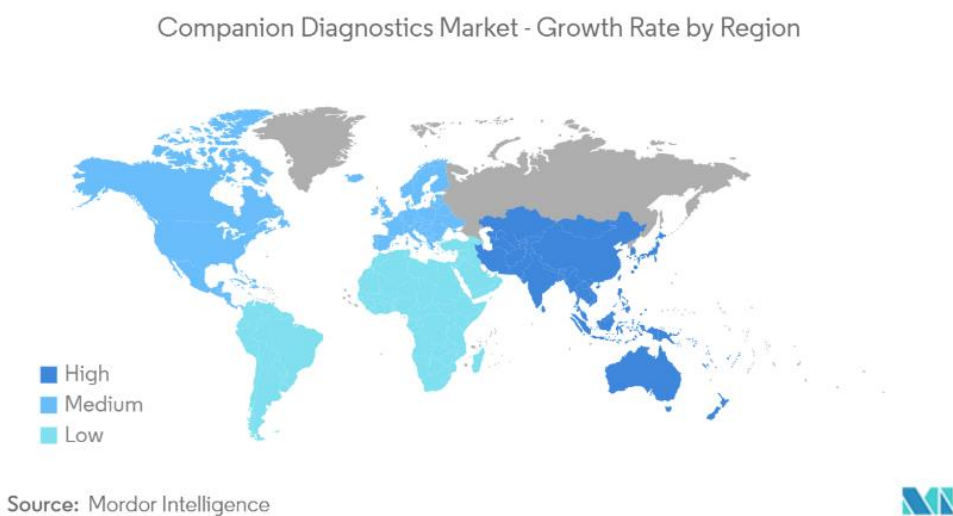 Companion Diagnostics Market - Growth Rate by Region
High
Medium
Low
Source: Mordor Intelligence